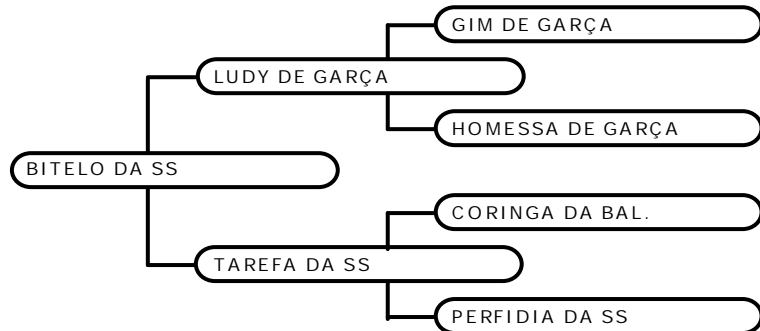 GIM DE GARÇA
LUDY DE GARÇA
HOMESSA DE GARÇA
BITELO DA SS
CORINGA DA BAL.
TAREFA DA SS
PERFIDIA DA SS